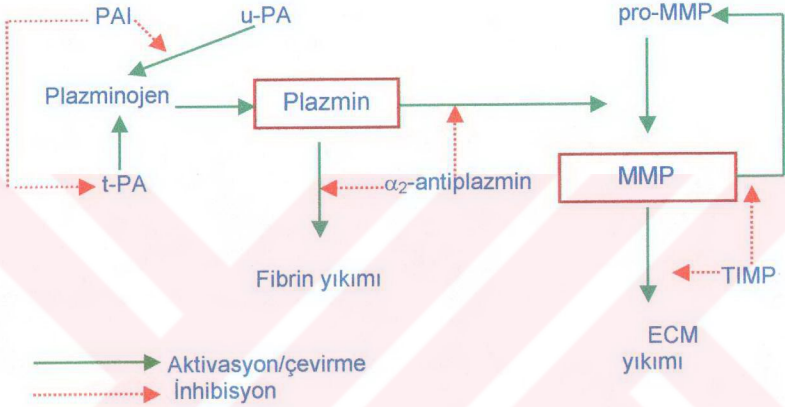 PAI
u-PA
pro-MMP
Plazminojen
Plazmin
t-PA
α₂-antiplazmin
MMP
Fibrin yıkımı
TIMP
ECM
yıkımı
Aktivasyon/çevirme
İnhibisyon